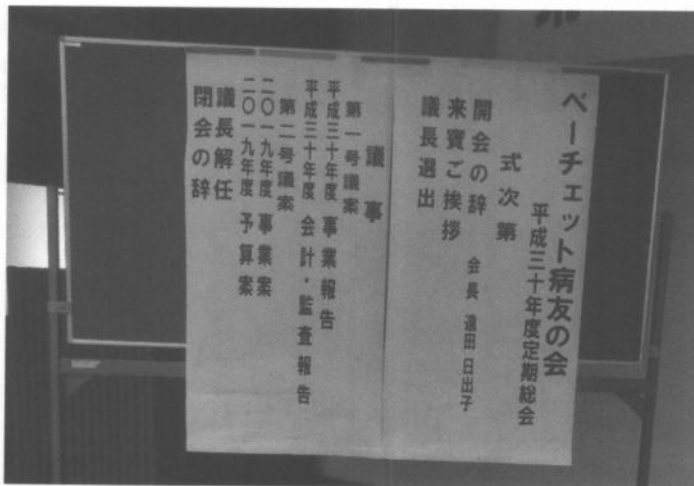 ベーチェット病友の会
平成三十年度定期総会
式次第
開会の辞 会長 遠田 日出子
来賓ご挨拶
議長選出
議事
第一号議案
平成三十年度 事業報告
平成三十年度 会計・監査報告
第二号議案
二〇一九年度 事業案
二〇一九年度 予算案
議長解任
閉会の辞